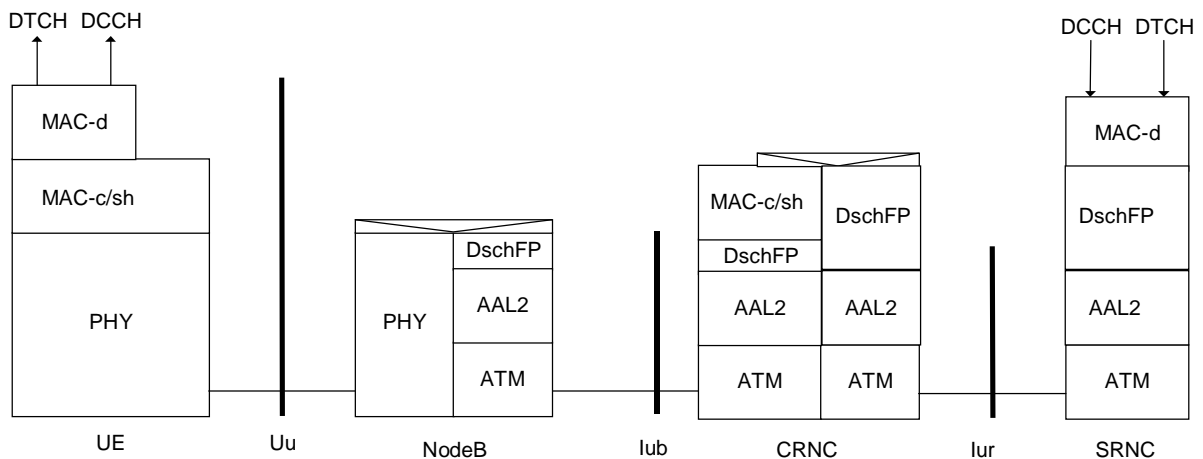 DTCH DCCH
DCCH DTCH
MAC-d
MAC-d
MAC-c/sh
MAC-c/sh
DschFP
DschFP
DschFP
DschFP
PHY
PHY
AAL2
AAL2
AAL2
AAL2
ATM
ATM
ATM
ATM
UE
Uu
NodeB
Iub
CRNC
Iur
SRNC